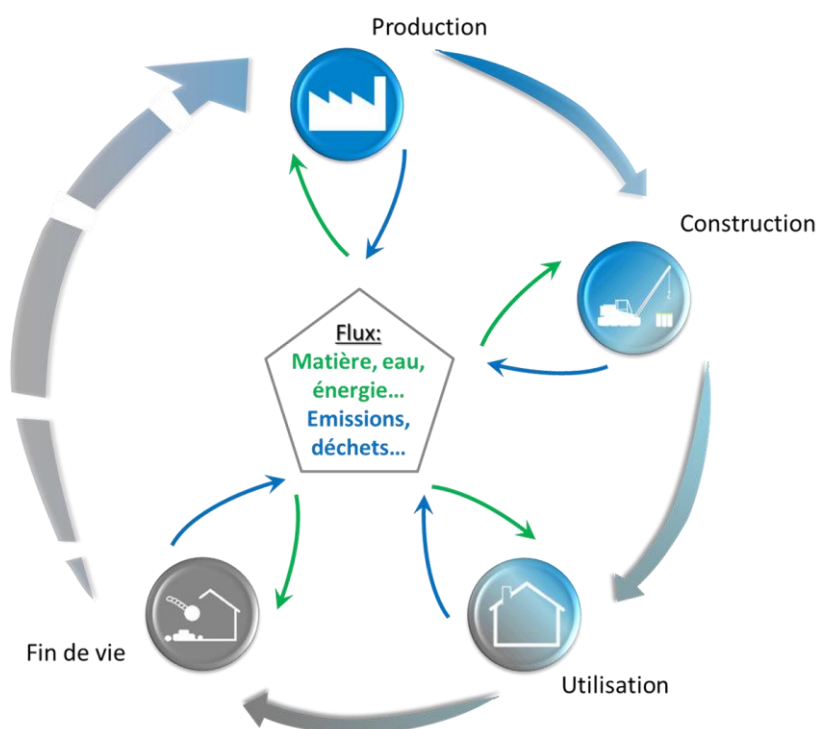 Production
Construction
Flux:
Matière, eau,
énergie...
Emissions,
déchets...
Fin de vie
Utilisation